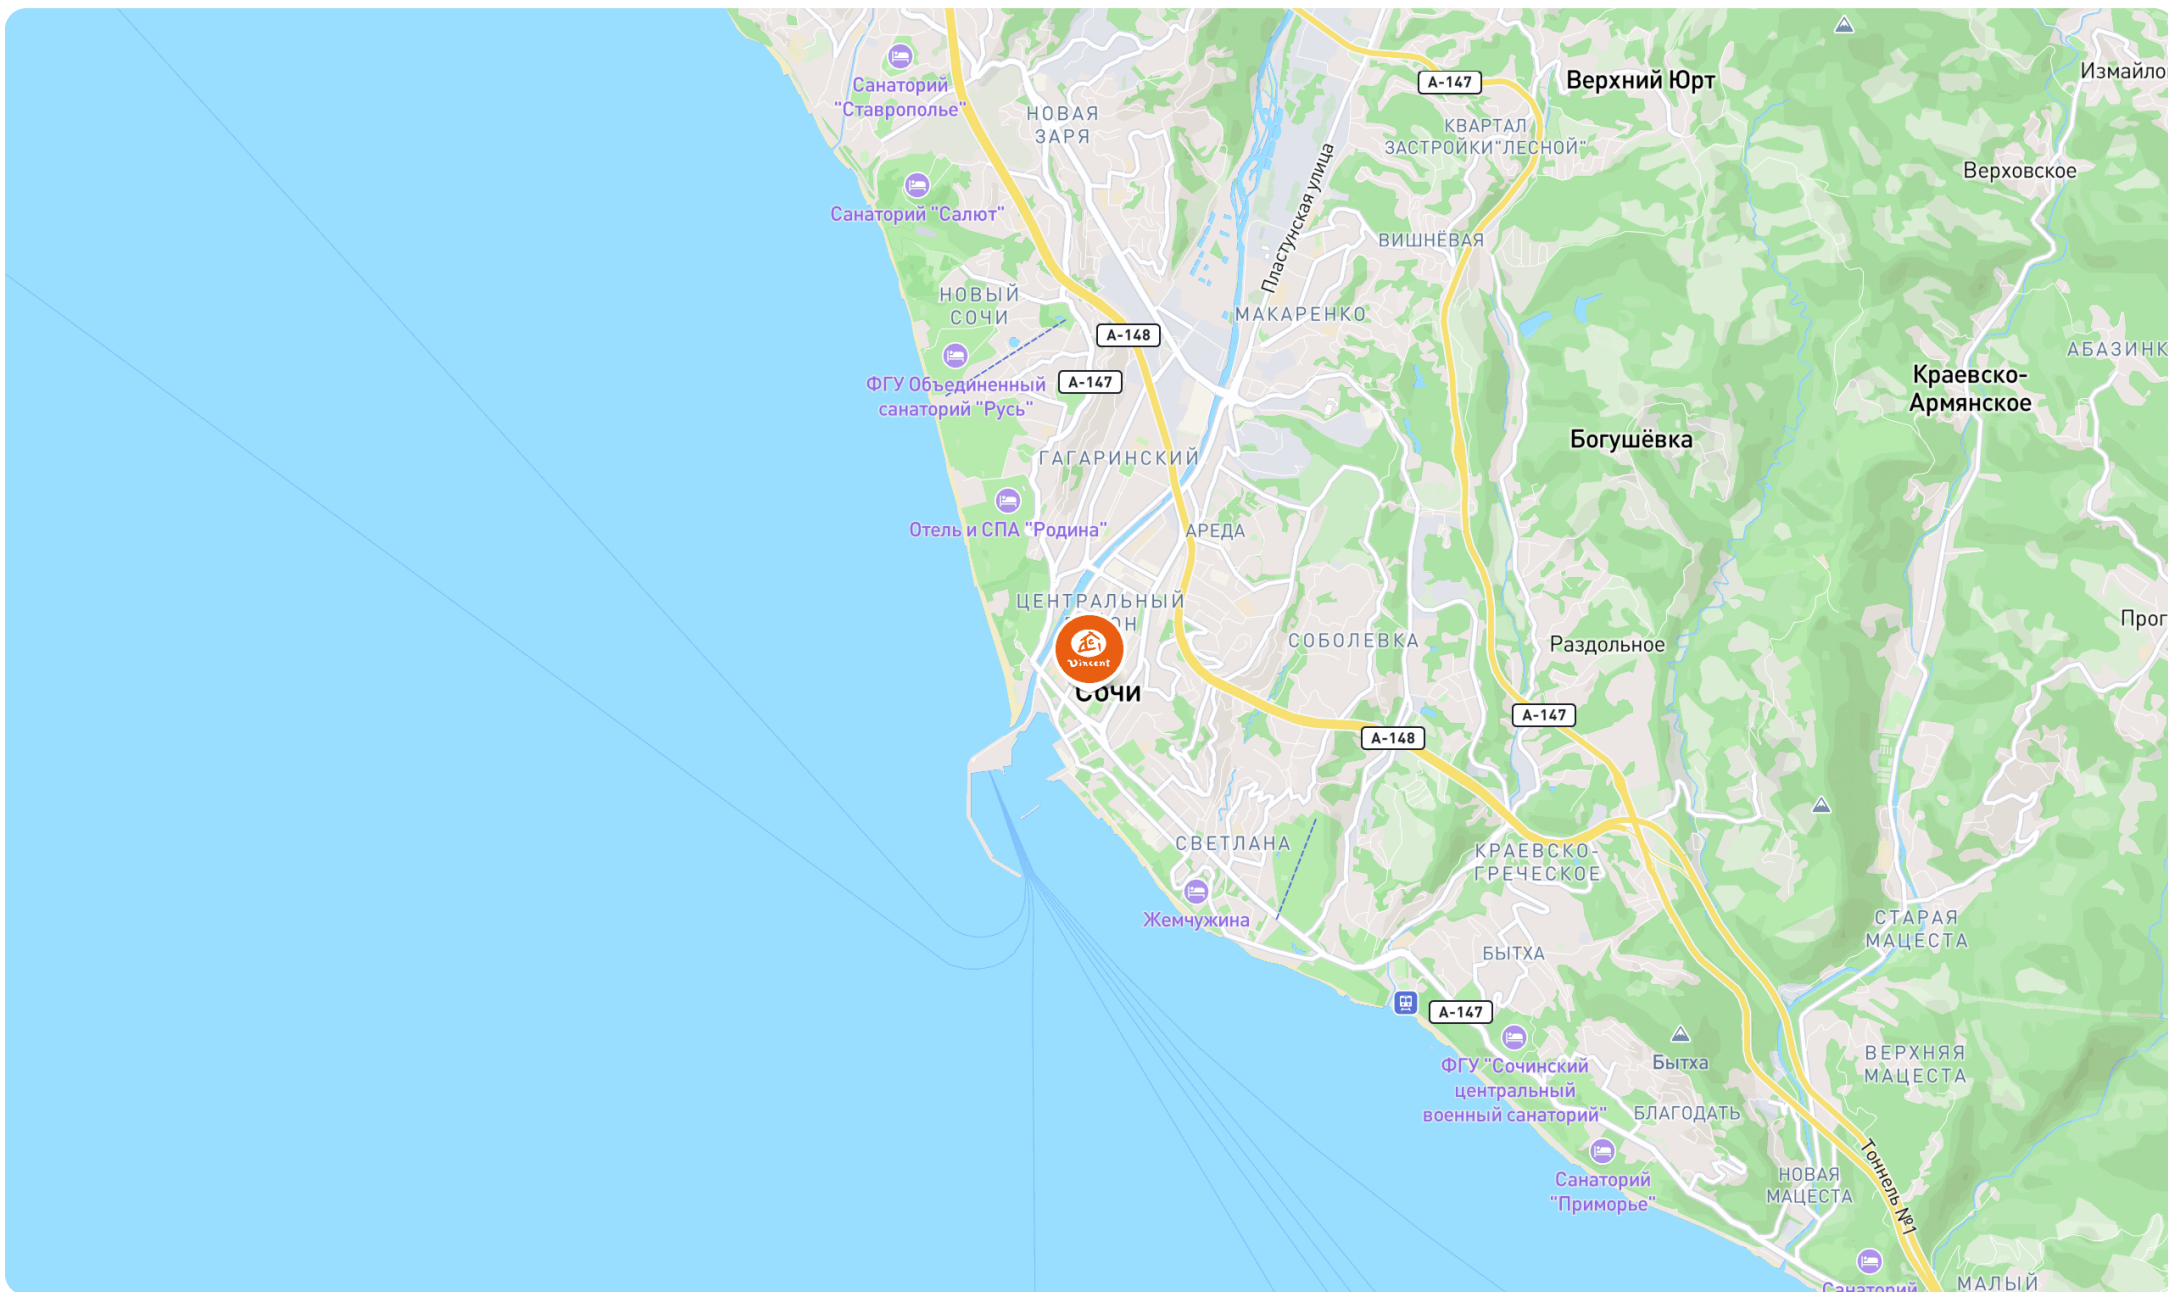 Санаторий
"Ставрополье"
НОВАЯ
ЗАРЯ
А-147
Верхний Юрт
Измайло
КВАРТАЛ
ЗАСТРОЙКИ"ЛЕСНОЙ"
Верховское
Санаторий "Салют"
Пластунская улица
ВИШНЁВАЯ
НОВЫЙ
СОЧИ
МАКАРЕНКО
А-148
АБАЗИНК
А-147
ФГУ Объединенный
санаторий "Русь"
Краевско-
Армянское
Богушёвка
ГАГАРИНСКИЙ
Отель и СПА "Родина"
АРЕДА
ЦЕНТРАЛЬНЫЙ
Прог
Vincent
СОБОЛЕВКА
Раздольное
Сочи
А-147
А-148
СВЕТЛАНА
КРАЕВСКО-
ГРЕЧЕСКОЕ
Жемчужина
СТАРАЯ
МАЦЕСТА
БЫТХА
А-147
ФГУ "Сочинский
центральный
военный санаторий"
Бытха
ВЕРХНЯЯ
МАЦЕСТА
БЛАГОДАТЬ
Тоннель №1
Санаторий
"Приморье"
НОВАЯ
МАЦЕСТА
Санаторий
МАЛЫЙ